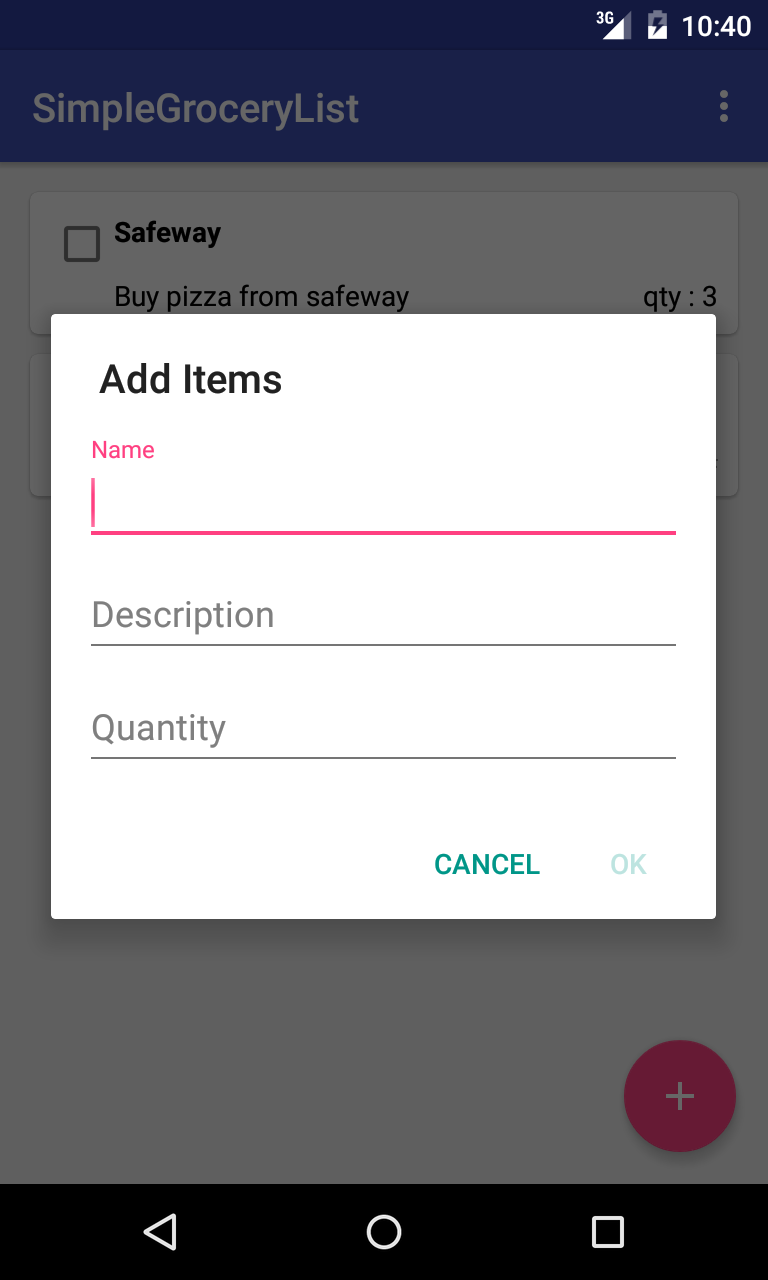 3G 10:40
SimpleGroceryList
Safeway
Buy pizza from safeway qty : 3
Add Items
Name
Description
Quantity
CANCEL OK